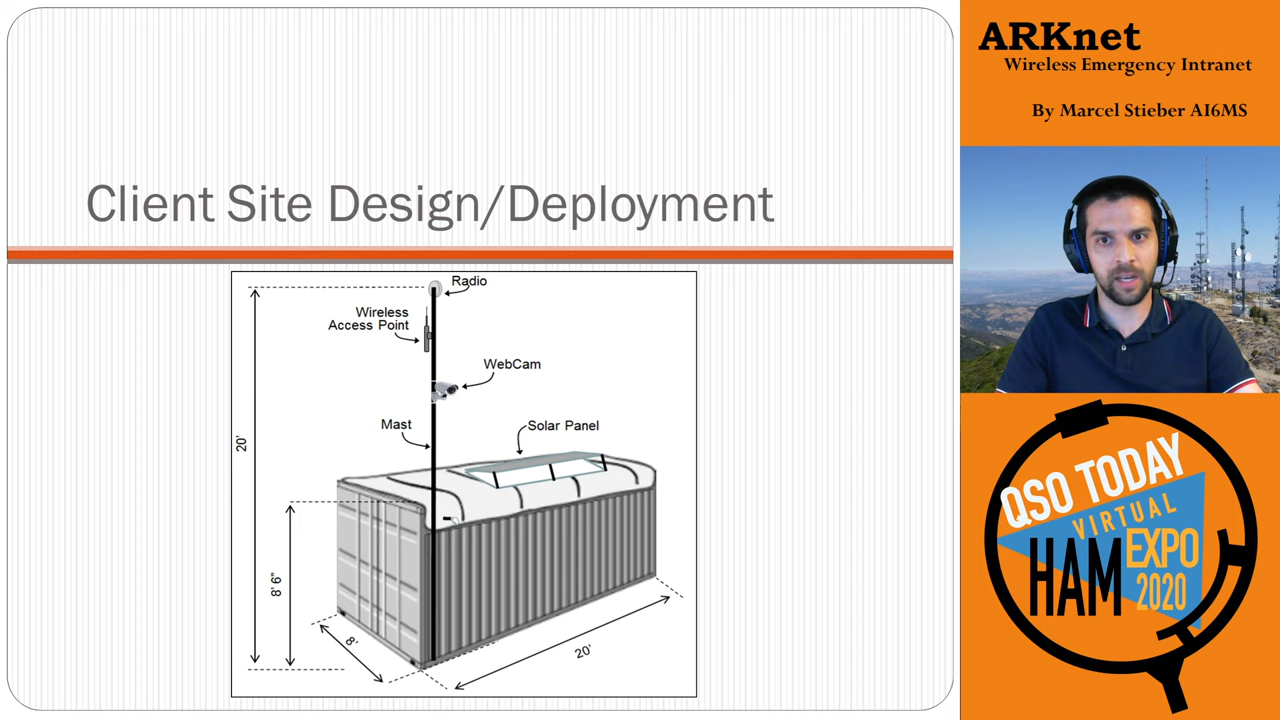 Client Site Design/Deployment
Radio
Wireless
Access Point
WebCam
Mast
Solar Panel
20'
8' 6"
8'
20'
ARKnet
Wireless Emergency Intranet
By Marcel Stieber AI6MS
QSO TODAY
VIRTUAL
HAM
EXPO
2020